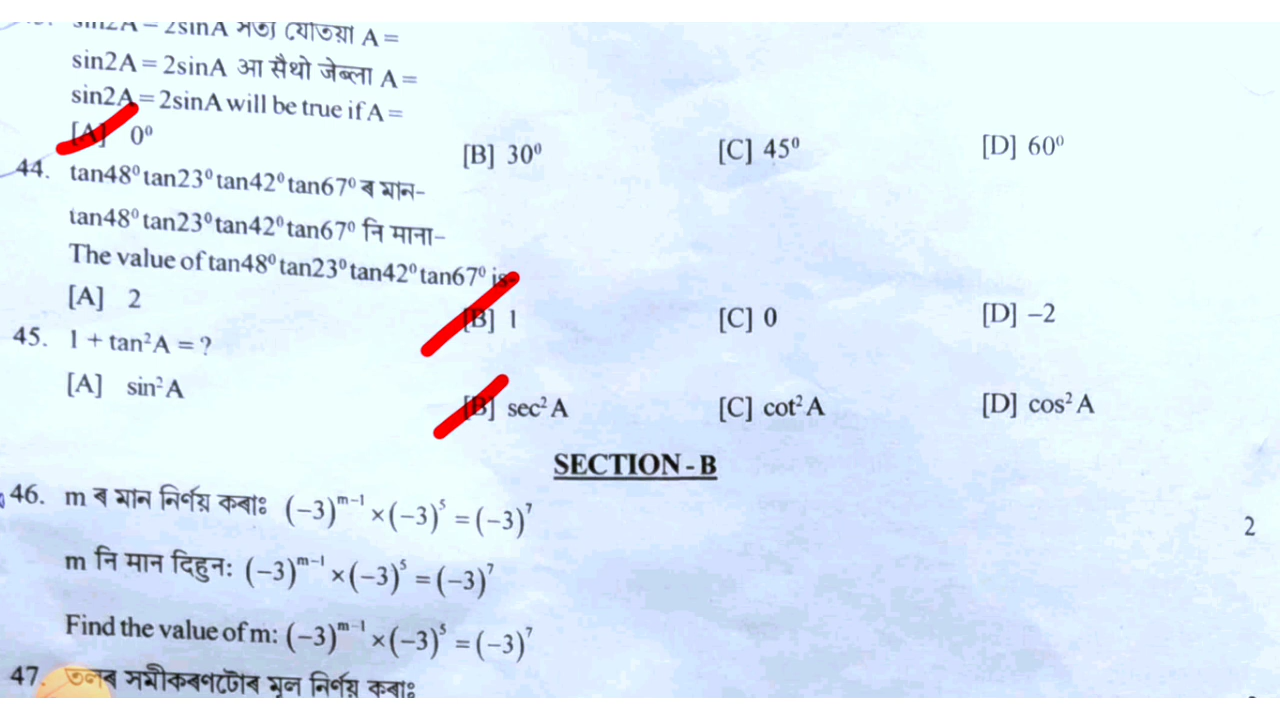 sin2A = 2sinA সত্য যেতিয়া A =
sin2A = 2sinA आ सैथो जेब्ला A =
sin2A = 2sinA will be true if A =
[A] 0⁰ [B] 30⁰ [C] 45⁰ [D] 60⁰
44. tan48⁰ tan23⁰ tan42⁰ tan67⁰ ৰ মান–
tan48⁰ tan23⁰ tan42⁰ tan67⁰ नि माना–
The value of tan48⁰ tan23⁰ tan42⁰ tan67⁰ is-
[A] 2 [B] 1 [C] 0 [D] –2
45. 1 + tan²A = ?
[A] sin²A [B] sec²A [C] cot²A [D] cos²A
SECTION - B
46. m ৰ মান নিৰ্ণয় কৰাঃ (−3)ᵐ⁻¹ × (−3)⁵ = (−3)⁷ 2
m नि मान दिहुन: (−3)ᵐ⁻¹ × (−3)⁵ = (−3)⁷
Find the value of m: (−3)ᵐ⁻¹ × (−3)⁵ = (−3)⁷
47. তলৰ সমীকৰণটোৰ মূল নিৰ্ণয় কৰাঃ